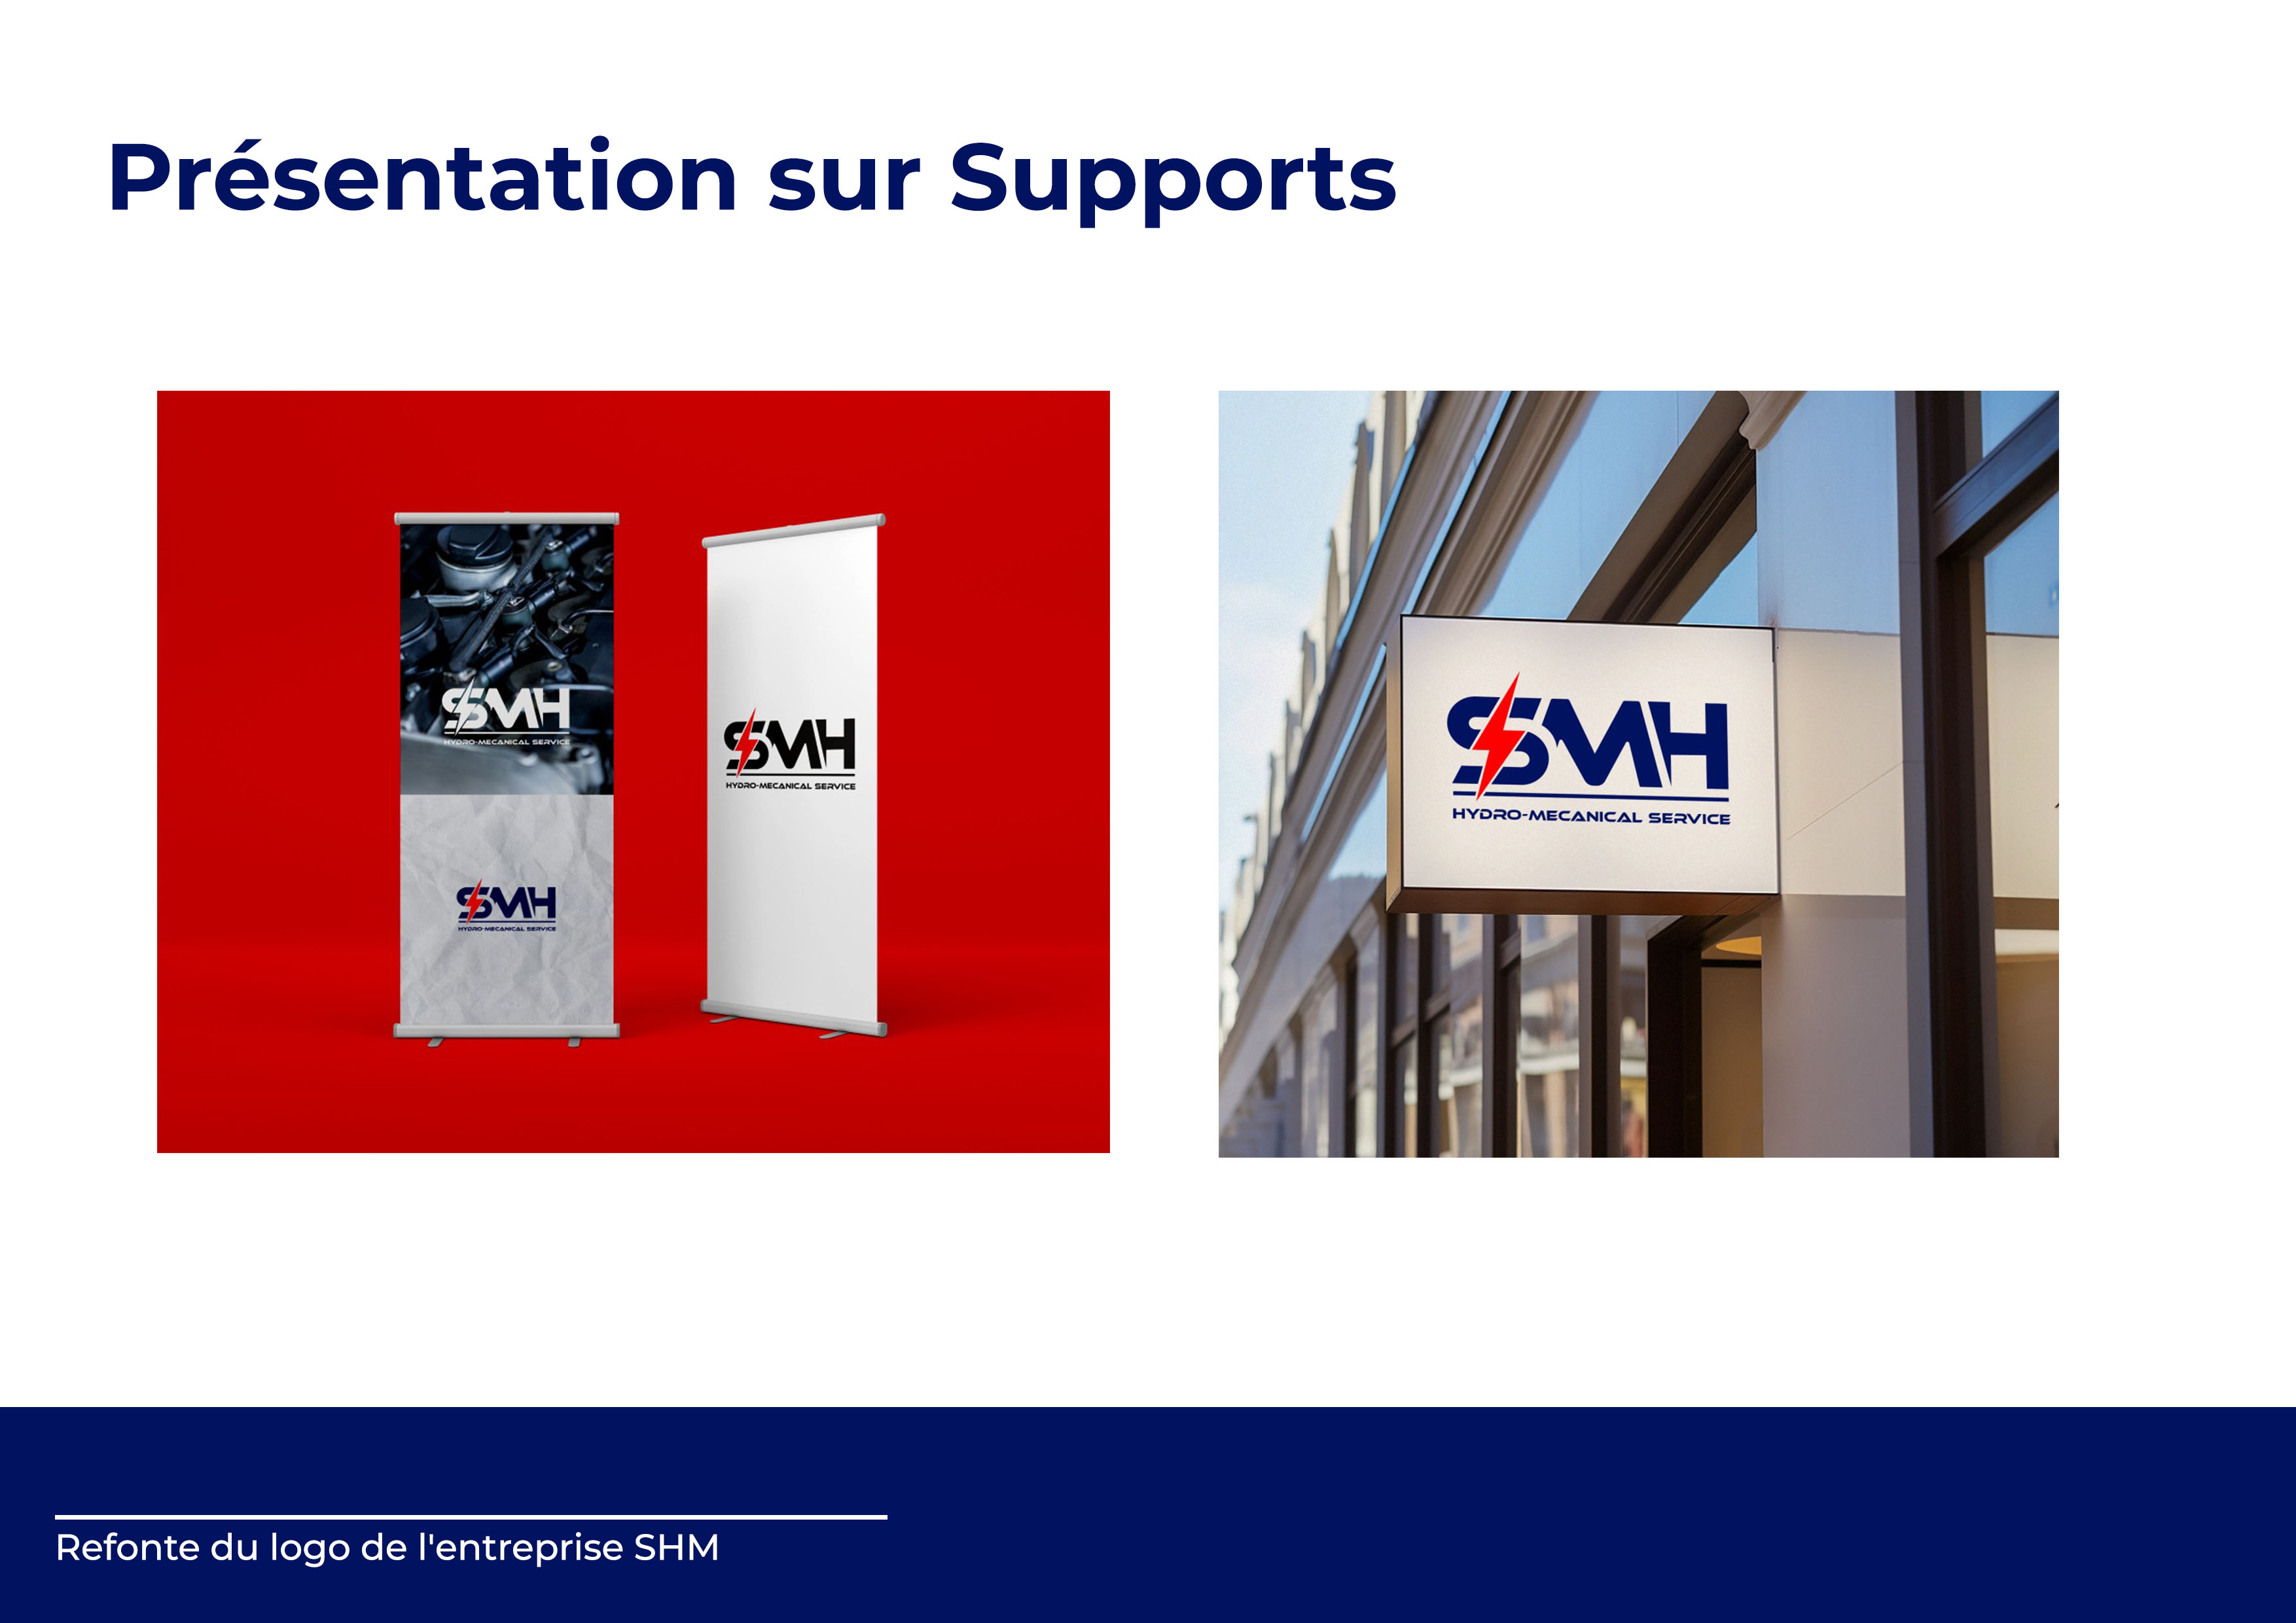 Présentation sur Supports
SMH
HYDRO-MECANICAL SERVICE
SMH
HYDRO-MECANICAL SERVICE
SMH
HYDRO-MECANICAL SERVICE
SMH
HYDRO-MECANICAL SERVICE
Refonte du logo de l'entreprise SHM